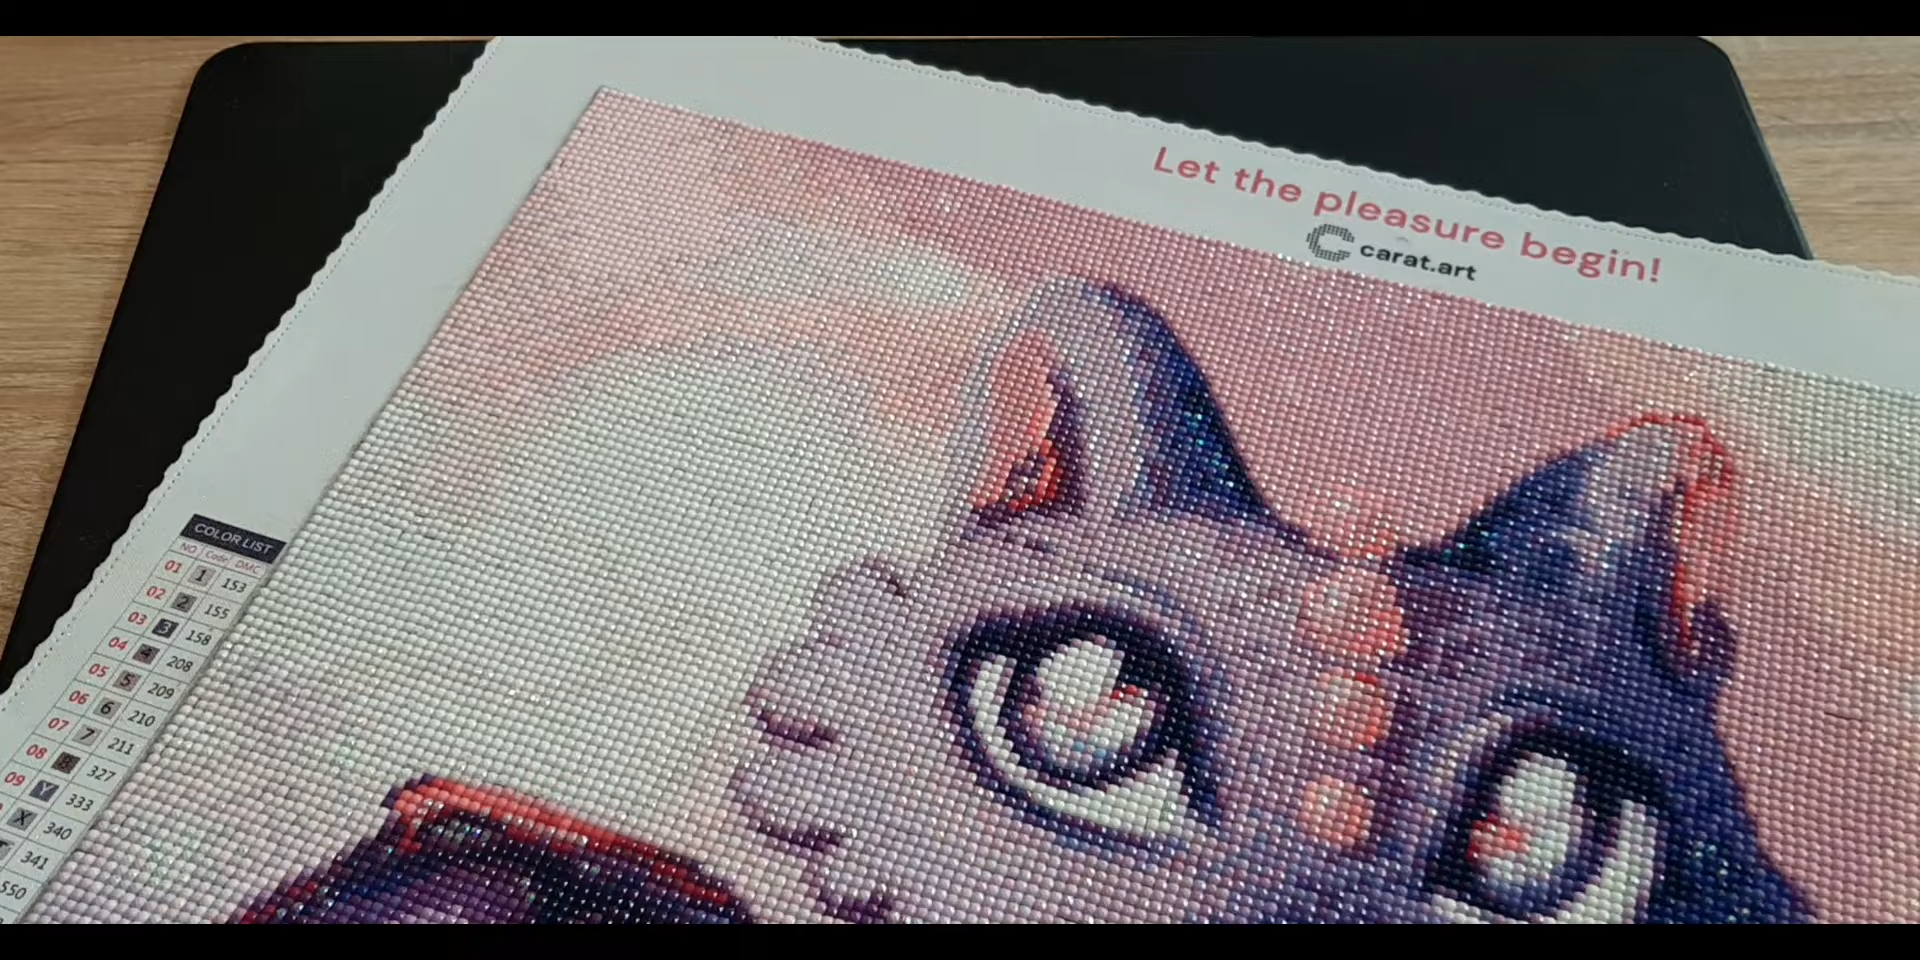 Let the pleasure begin!
carat.art
COLOR LIST
NO Code DMC
01 1 153
02 2 155
03 3 158
04 4 208
05 5 209
06 6 210
07 7 211
08 8 327
09 Y 333
X 340
341
550